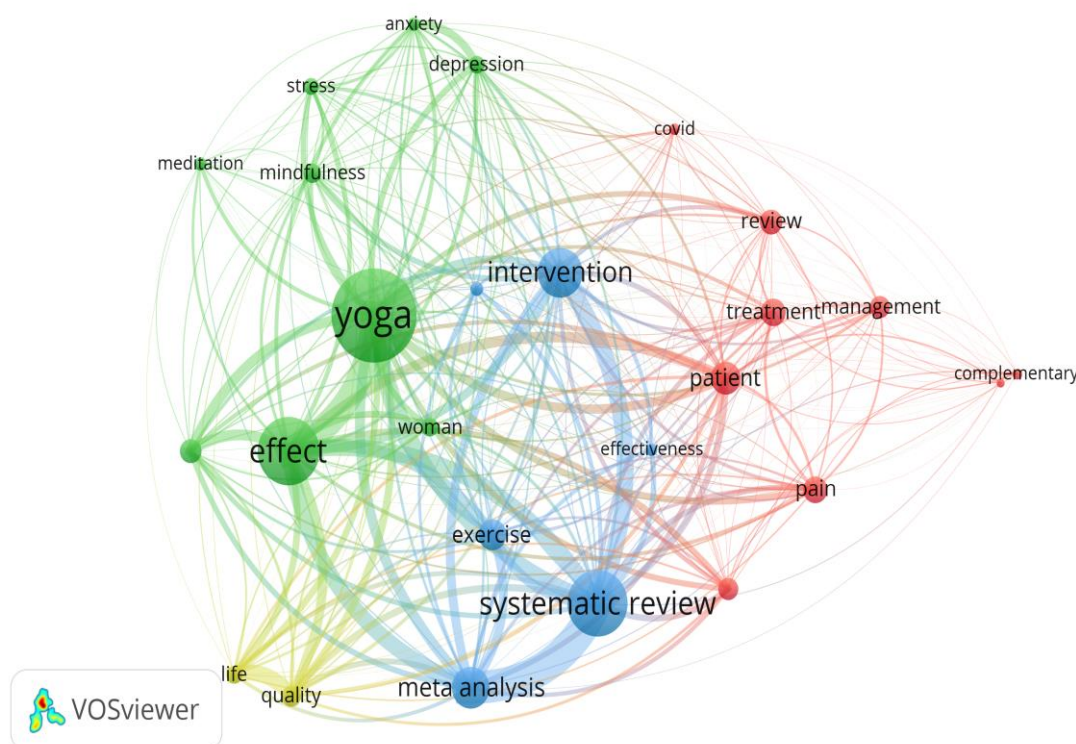 anxiety
depression
stress
covid
meditation
mindfulness
review
intervention
yoga
treatment
management
patient
complementary
woman
effect
effectiveness
pain
exercise
systematic review
life
quality
meta analysis
VOSviewer